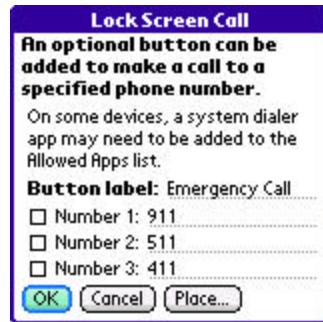 Lock Screen Call
An optional button can be
added to make a call to a
specified phone number.
On some devices, a system dialer
app may need to be added to the
Allowed Apps list.
Button label: Emergency Call
Number 1: 911
Number 2: 511
Number 3: 411
OK Cancel Place...